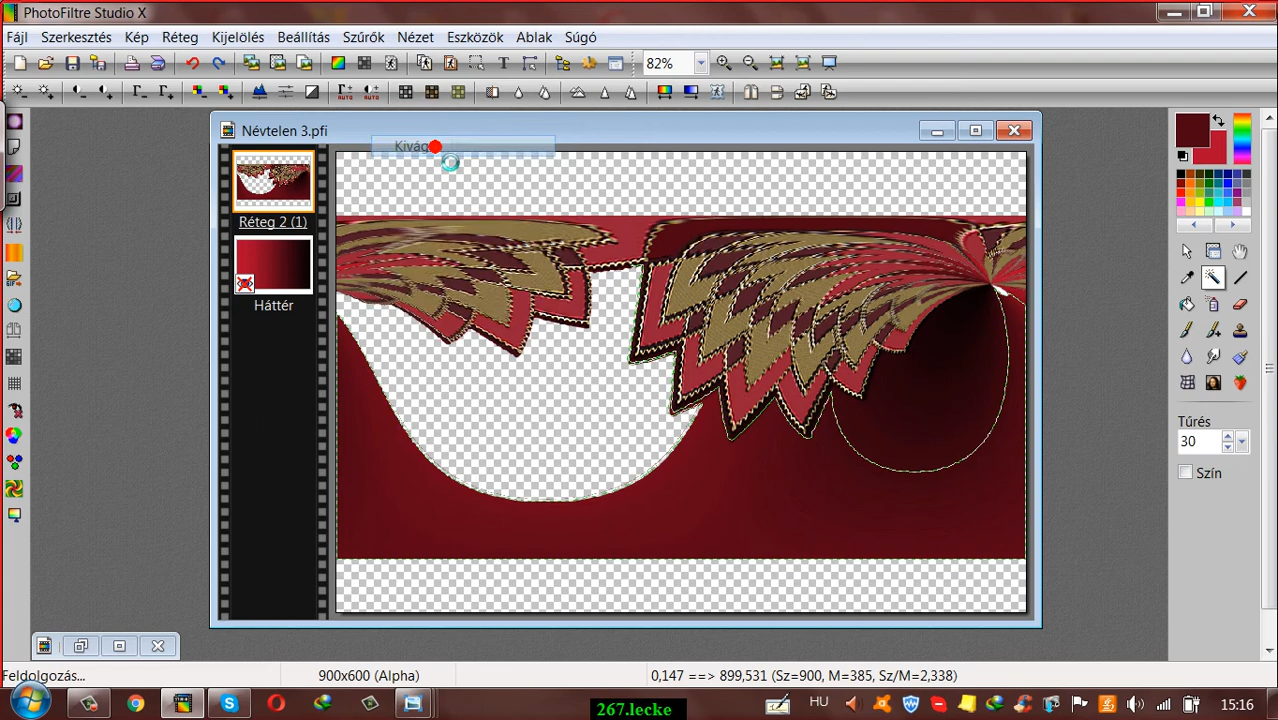 PhotoFiltre Studio X
Fájl Szerkesztés Kép Réteg Kijelölés Beállítás Szűrők Nézet Eszközök Ablak Súgó
82%
Névtelen 3.pfi
Réteg 2 (1)
Háttér
Tűrés
30
Szín
Feldolgozás...
900x600 (Alpha)
0,147 ==> 899,531 (Sz=900, M=385, Sz/M=2,338)
267.lecke
HU
15:16